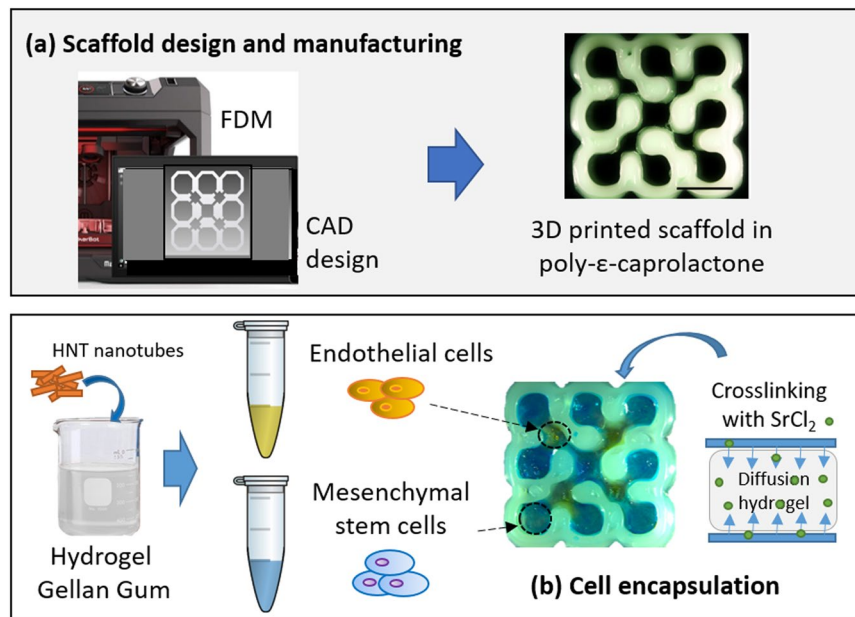 (a) Scaffold design and manufacturing
FDM
CAD
design
3D printed scaffold in
poly-ε-caprolactone
HNT nanotubes
Hydrogel
Gellan Gum
Endothelial cells
Mesenchymal
stem cells
Crosslinking
with SrCl₂
Diffusion
hydrogel
(b) Cell encapsulation